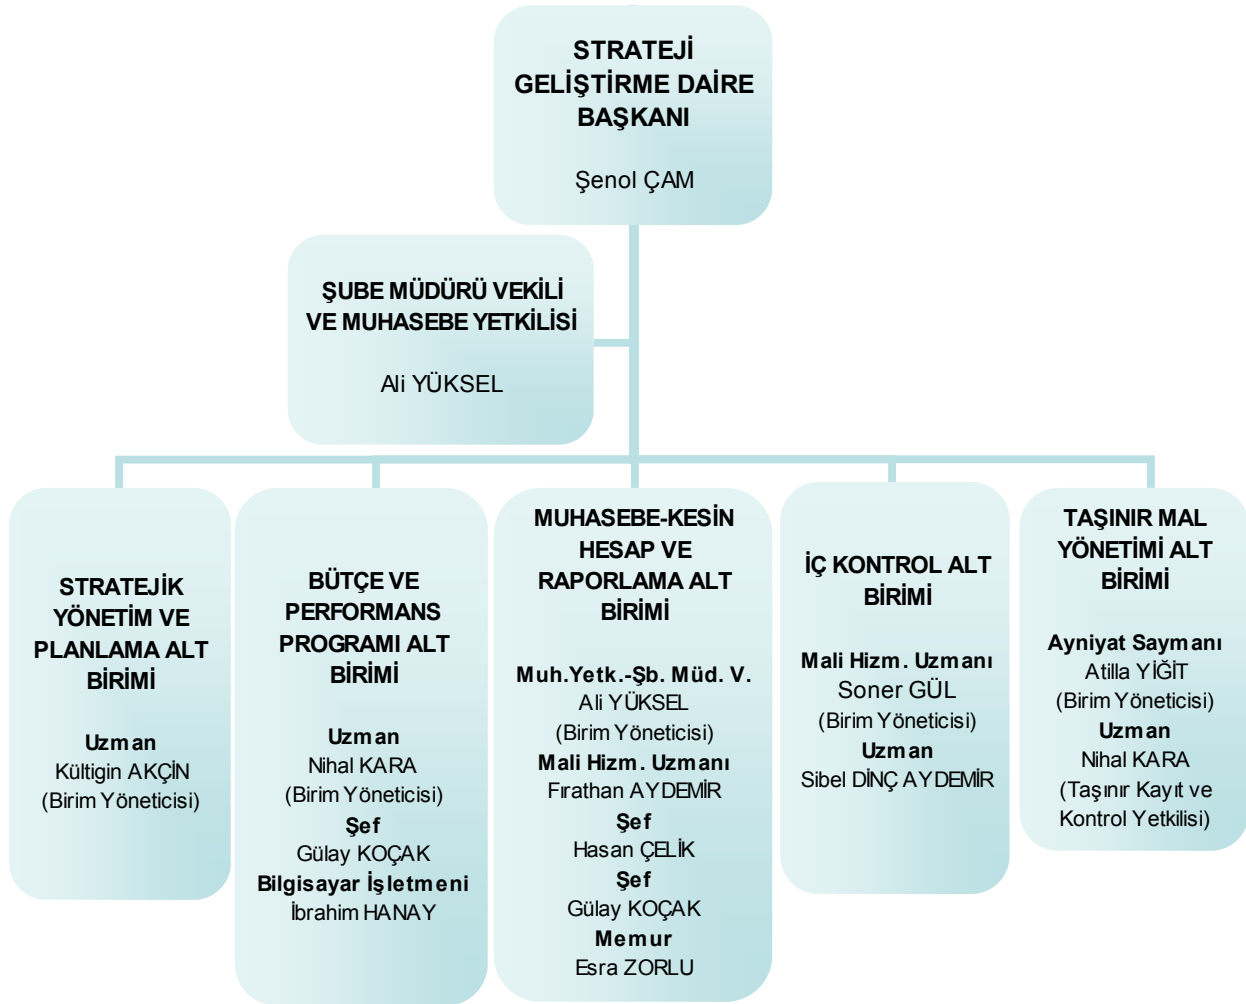 STRATEJİ
GELİŞTİRME DAİRE
BAŞKANI
Şenol ÇAM
ŞUBE MÜDÜRÜ VEKİLİ
VE MUHASEBE YETKİLİSİ
Ali YÜKSEL
STRATEJİK
YÖNETİM VE
PLANLAMA ALT
BİRİMİ
Uzman
Kültigin AKÇİN
(Birim Yöneticisi)
BÜTÇE VE
PERFORMANS
PROGRAMI ALT
BİRİMİ
Uzman
Nihal KARA
(Birim Yöneticisi)
Şef
Gülay KOÇAK
Bilgisayar İşletmeni
İbrahim HANAY
MUHASEBE-KESİN
HESAP VE
RAPORLAMA ALT
BİRİMİ
Muh.Yetk.-Şb. Müd. V.
Ali YÜKSEL
(Birim Yöneticisi)
Mali Hizm. Uzmanı
Fırathan AYDEMİR
Şef
Hasan ÇELİK
Şef
Gülay KOÇAK
Memur
Esra ZORLU
İÇ KONTROL ALT
BİRİMİ
Mali Hizm. Uzmanı
Soner GÜL
(Birim Yöneticisi)
Uzman
Sibel DİNÇ AYDEMİR
TAŞINIR MAL
YÖNETİMİ ALT
BİRİMİ
Ayniyat Saymanı
Atilla YİĞİT
(Birim Yöneticisi)
Uzman
Nihal KARA
(Taşınır Kayıt ve
Kontrol Yetkilisi)